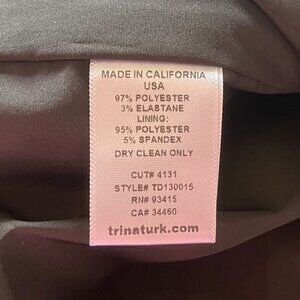 MADE IN CALIFORNIA
USA
97% POLYESTER
3% ELASTANE
LINING:
95% POLYESTER
5% SPANDEX
DRY CLEAN ONLY
CUT# 4131
STYLE# TD130015
RN# 93415
CA# 34460
trinaturk.com